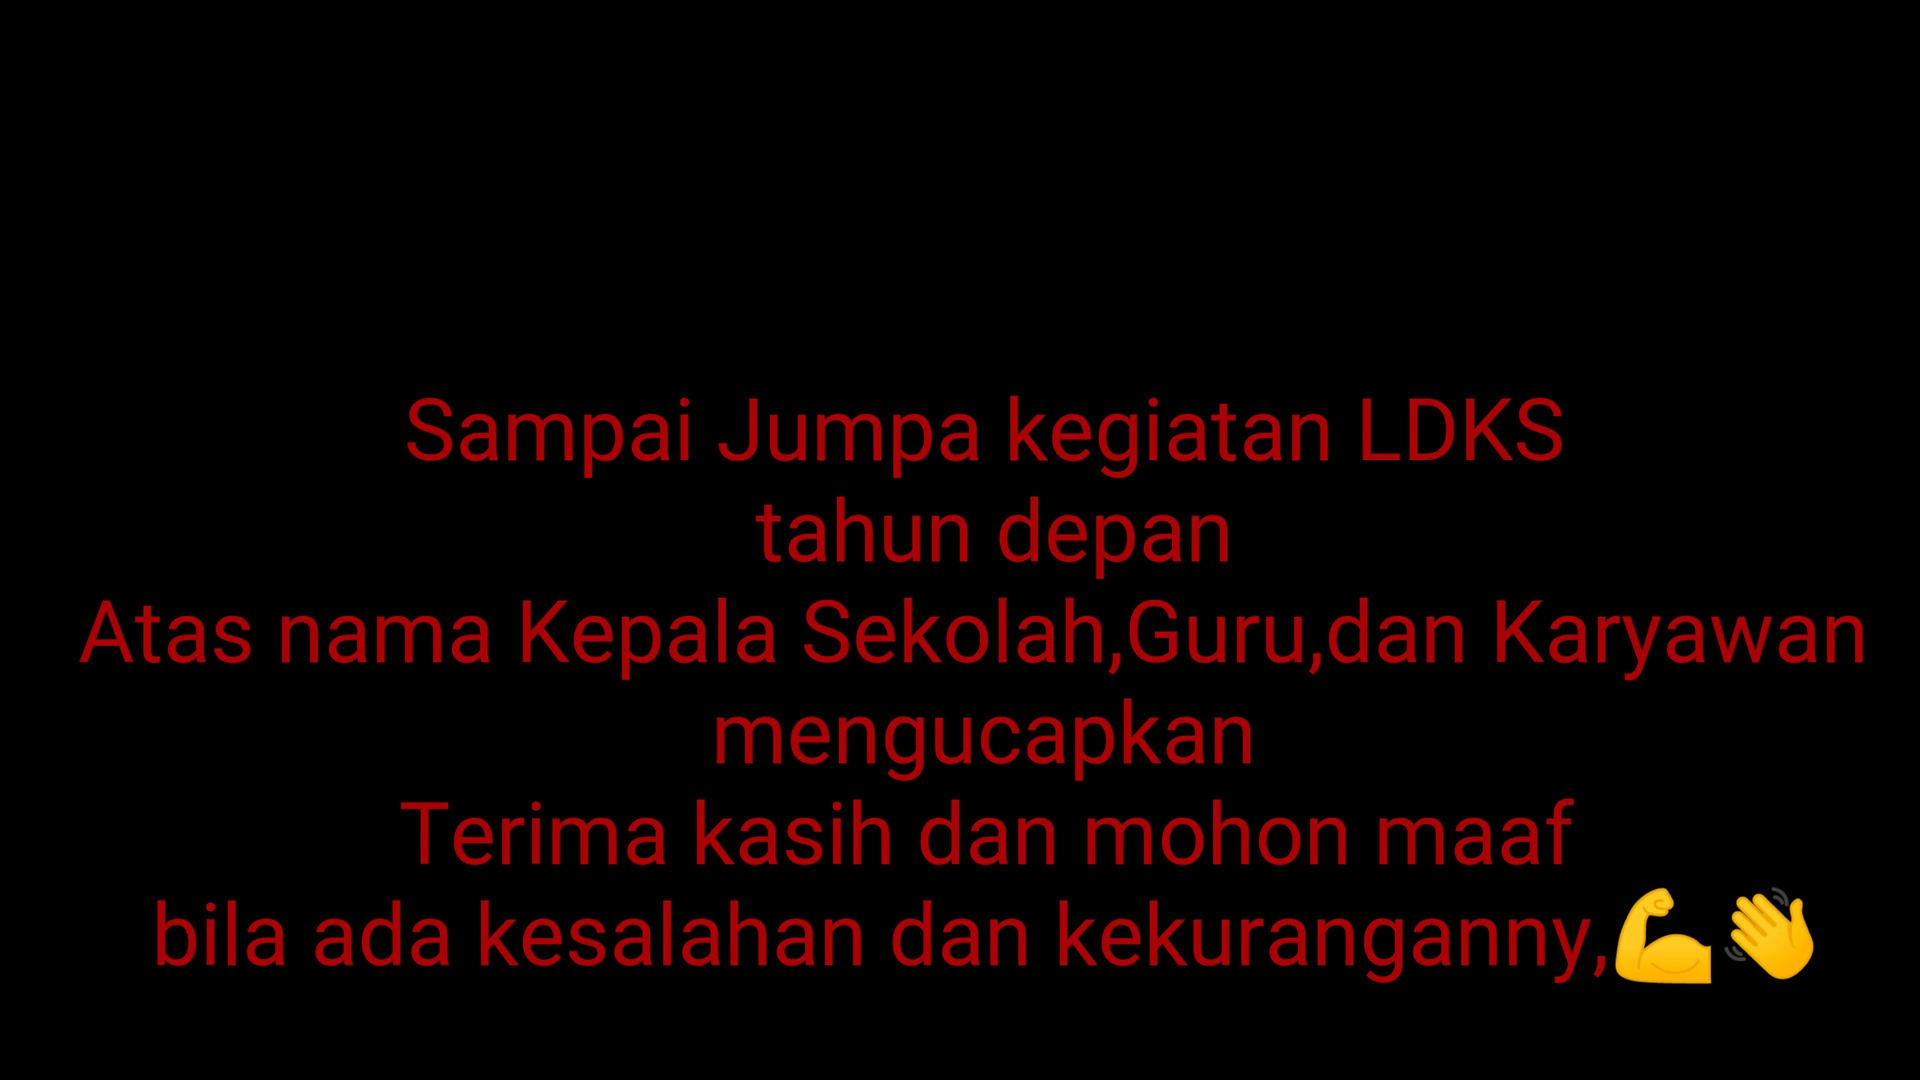 Sampai Jumpa kegiatan LDKS
tahun depan
Atas nama Kepala Sekolah,Guru,dan Karyawan
mengucapkan
Terima kasih dan mohon maaf
bila ada kesalahan dan kekuranganny,💪👋